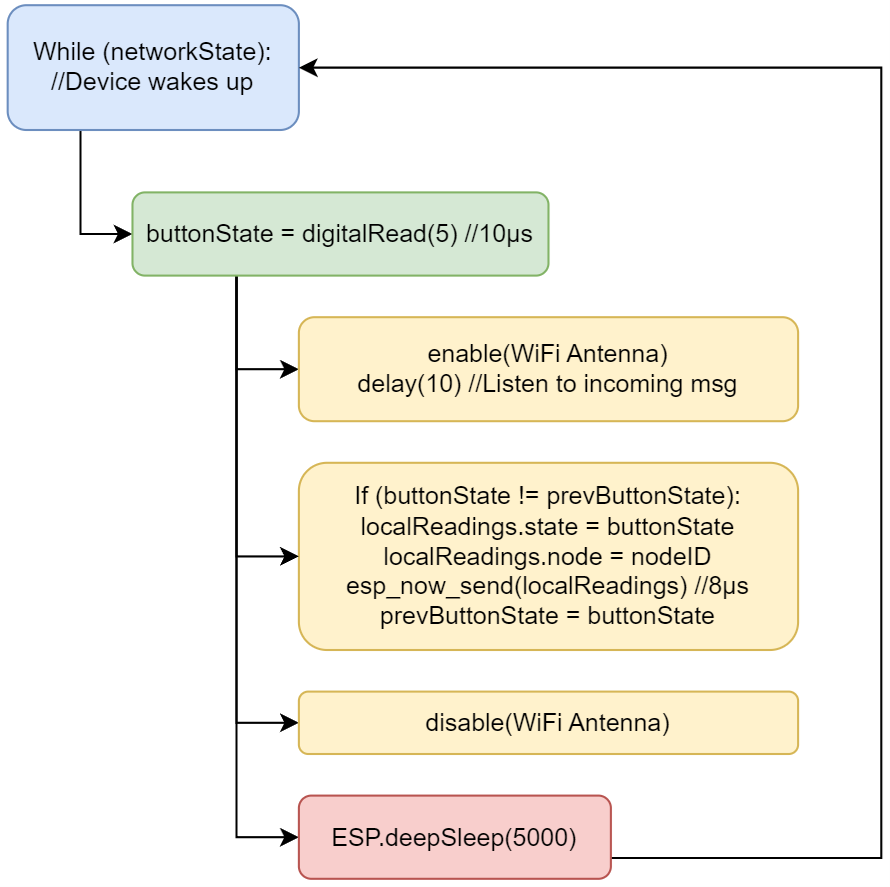 While (networkState):
//Device wakes up
buttonState = digitalRead(5) //10µs
enable(WiFi Antenna)
delay(10) //Listen to incoming msg
If (buttonState != prevButtonState):
localReadings.state = buttonState
localReadings.node = nodeID
esp_now_send(localReadings) //8µs
prevButtonState = buttonState
disable(WiFi Antenna)
ESP.deepSleep(5000)